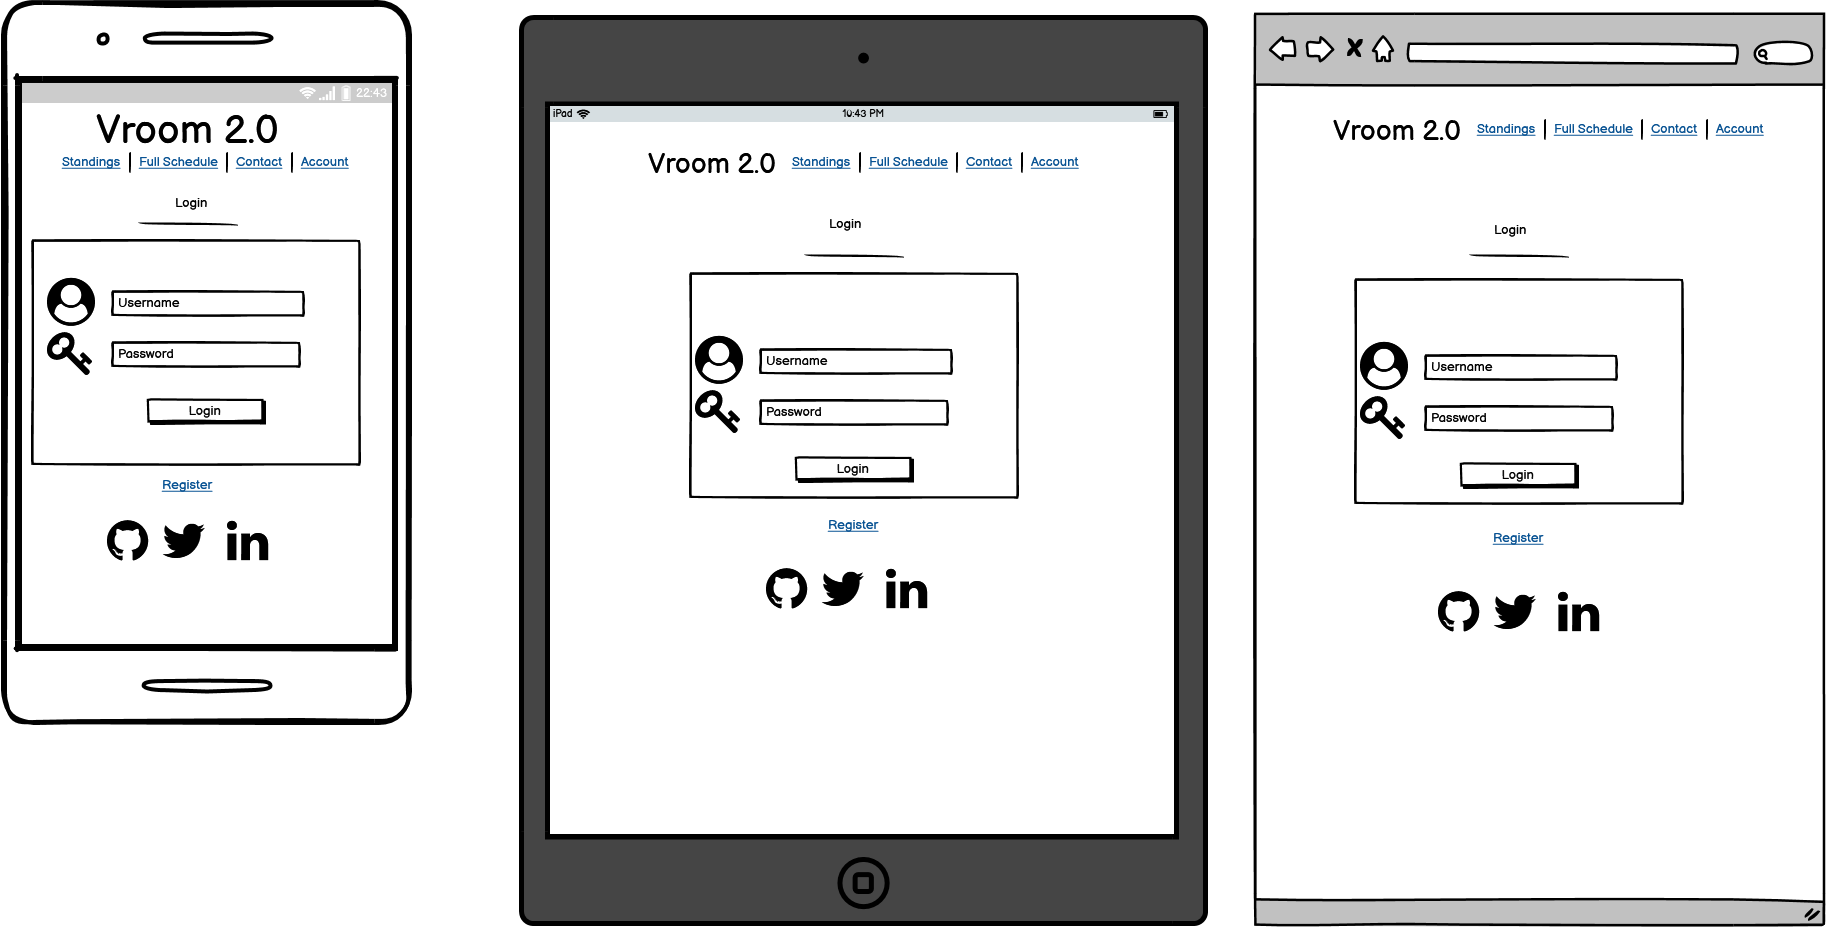 22:43
Vroom 2.0
Standings | Full Schedule | Contact | Account
Login
Username
Password
Login
Register
in
iPad 10:43 PM
Vroom 2.0 Standings | Full Schedule | Contact | Account
Login
Username
Password
Login
Register
in
Vroom 2.0 Standings | Full Schedule | Contact | Account
Login
Username
Password
Login
Register
in